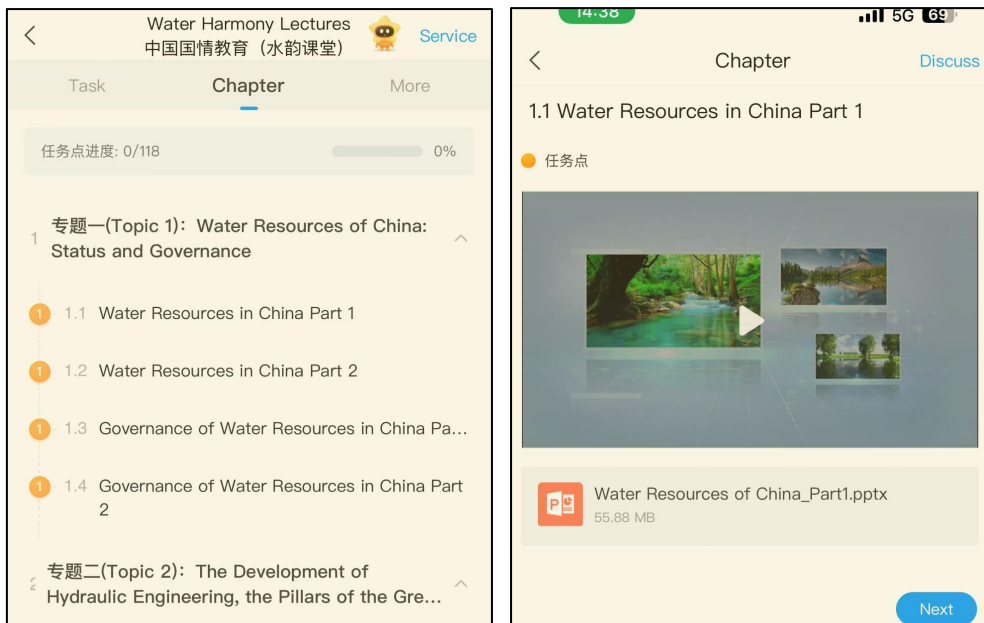 Water Harmony Lectures
中国国情教育（水韵课堂）
Service
Task
Chapter
More
任务点进度: 0/118
0%
1
专题一(Topic 1)：Water Resources of China:
Status and Governance
1
1.1 Water Resources in China Part 1
1
1.2 Water Resources in China Part 2
1
1.3 Governance of Water Resources in China Pa...
1
1.4 Governance of Water Resources in China Part
2
2
专题二(Topic 2)：The Development of
Hydraulic Engineering, the Pillars of the Gre...
14:38
5G 69
Chapter
Discuss
1.1 Water Resources in China Part 1
任务点
P
Water Resources of China_Part1.pptx
55.88 MB
Next